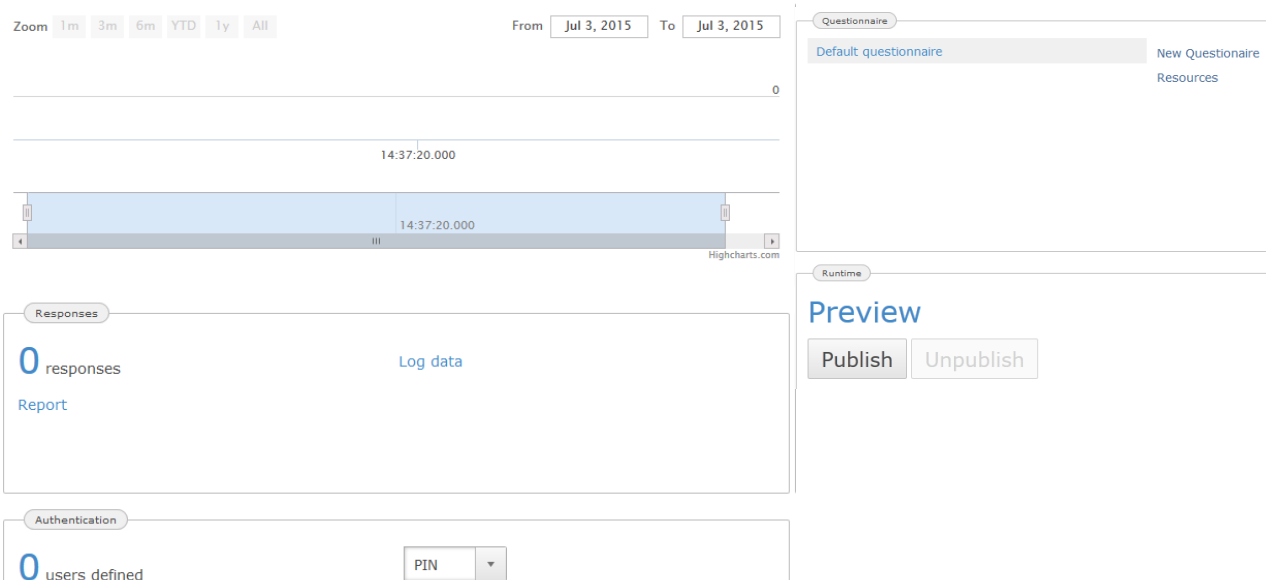 Zoom 1m 3m 6m YTD 1y All From Jul 3, 2015 To Jul 3, 2015
0
14:37:20.000
14:37:20.000
Highcharts.com
Responses
0 responses Log data
Report
Authentication
0 users defined PIN
Questionnaire
Default questionnaire New Questionaire
Resources
Runtime
Preview
Publish Unpublish